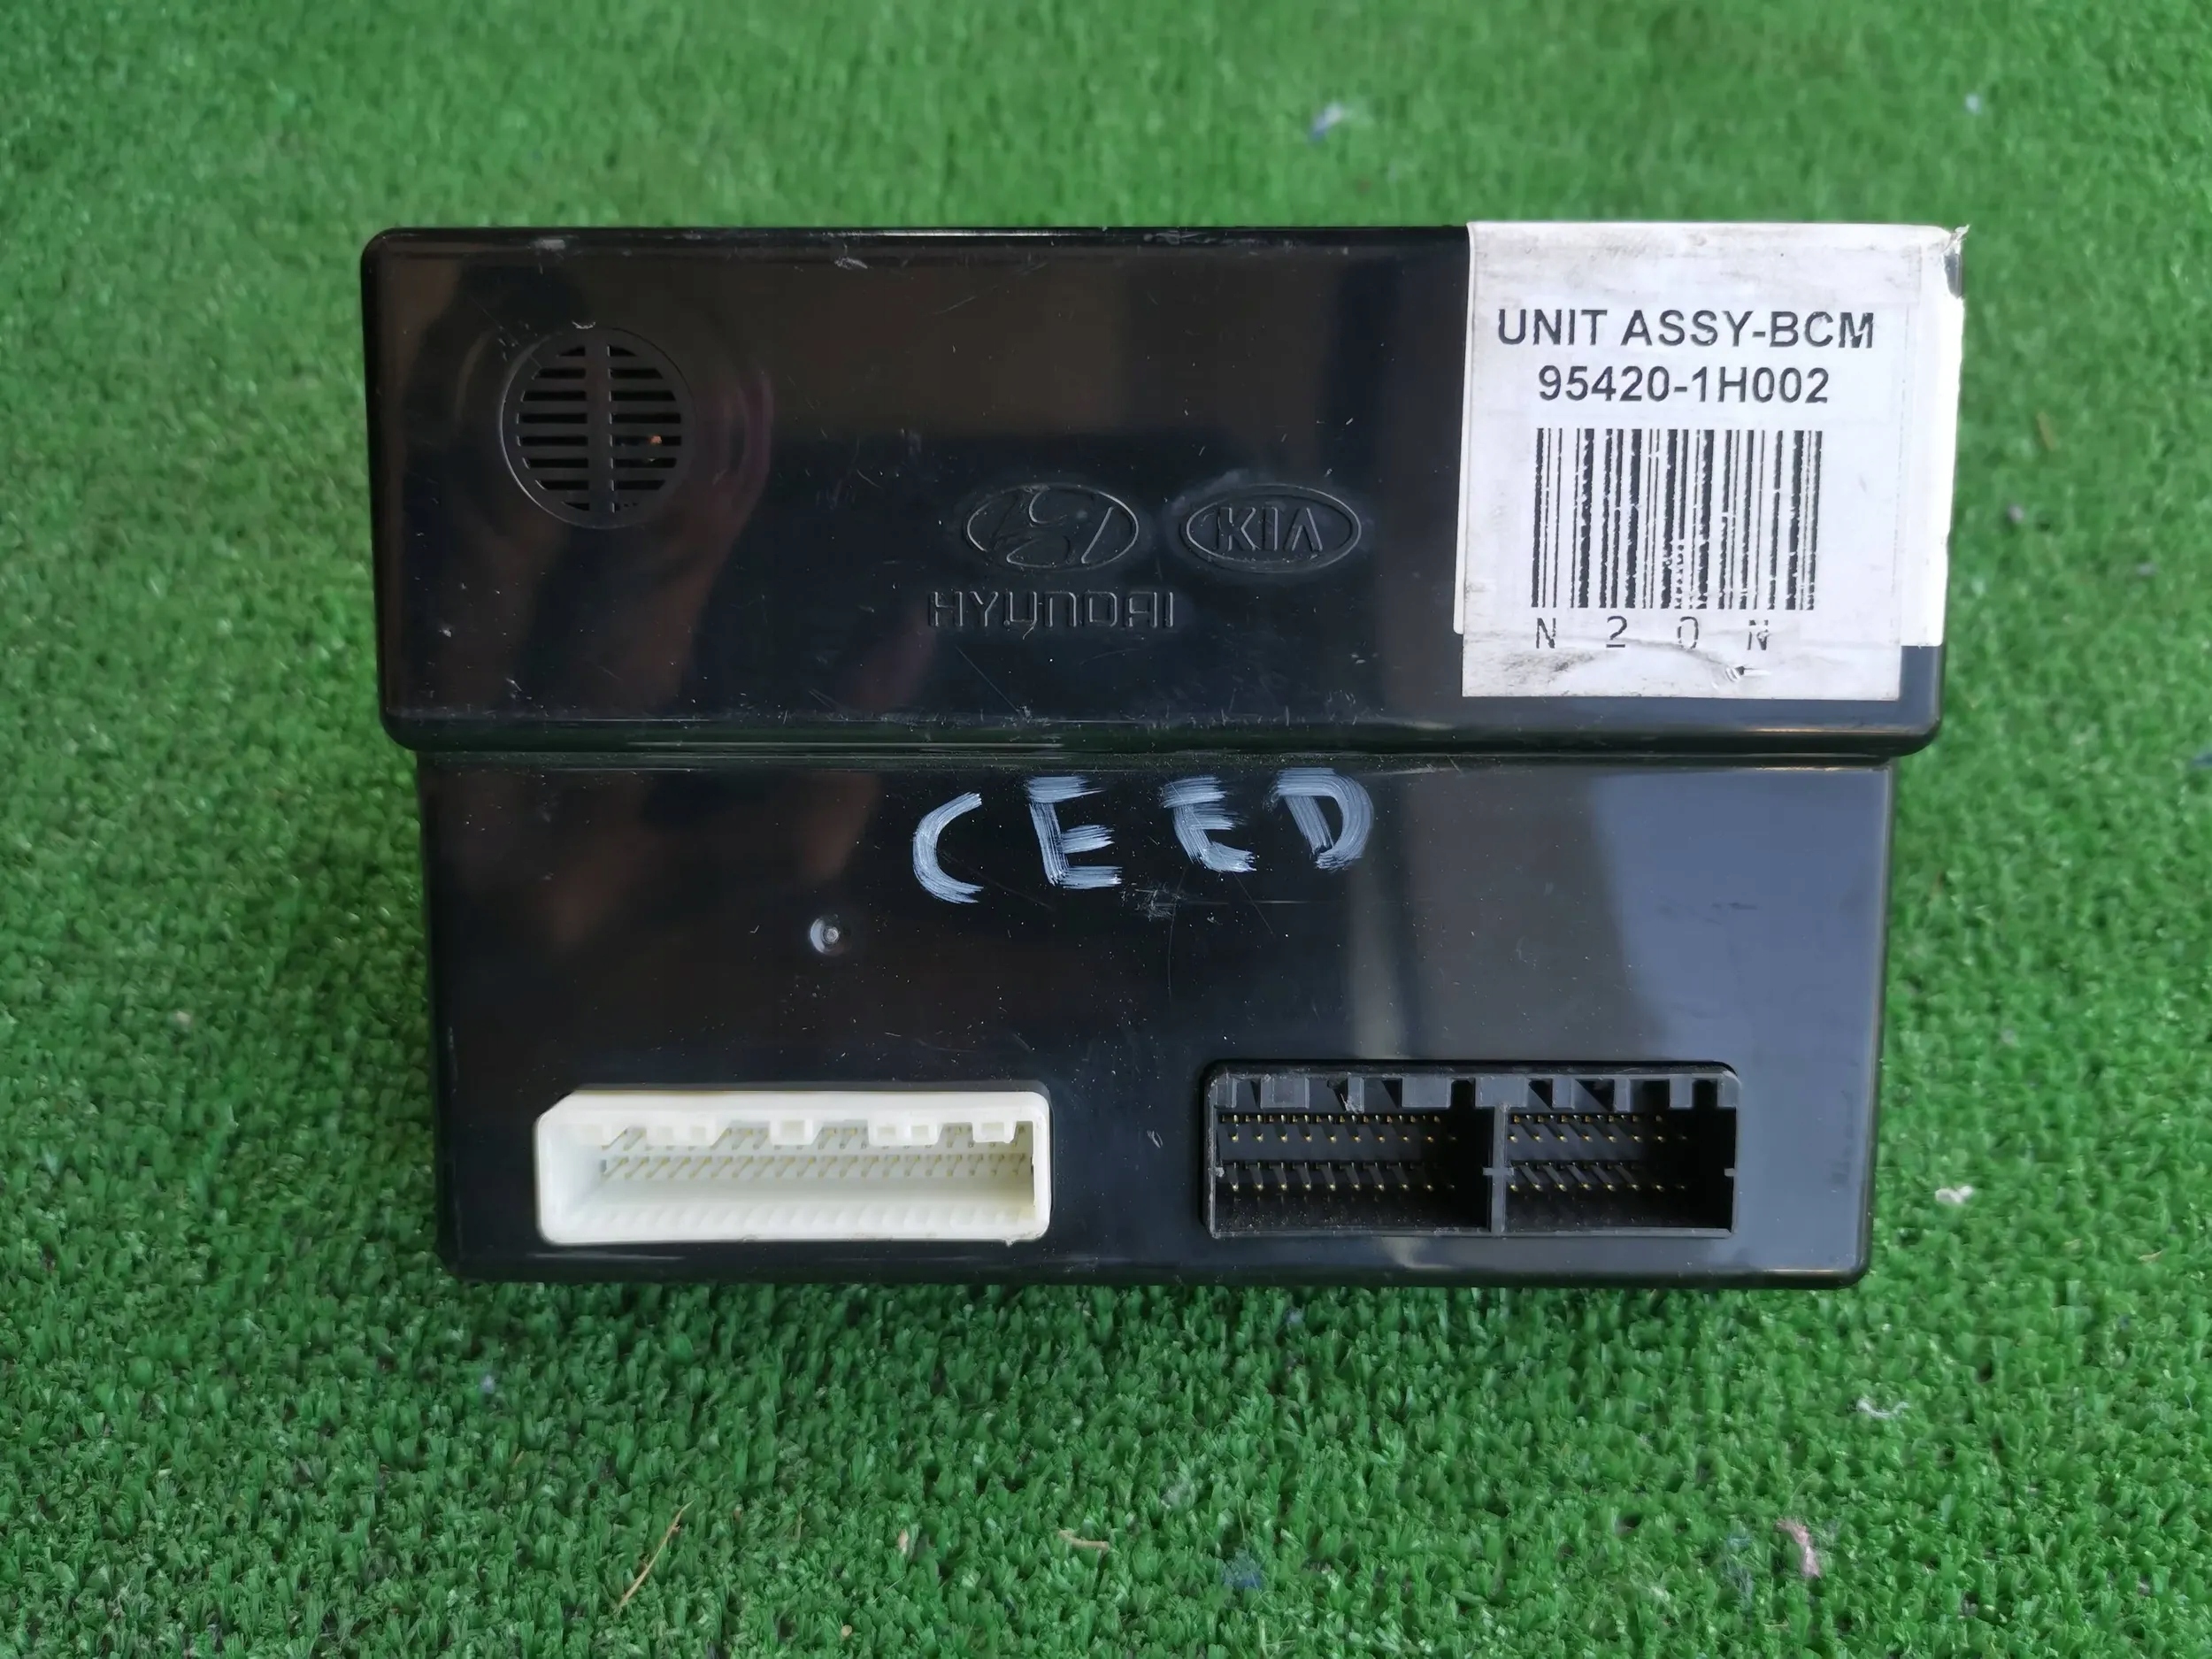 UNIT ASSY-BCM
95420-1H002
N 2 0 N
KIA
HYUNDAI
CEED